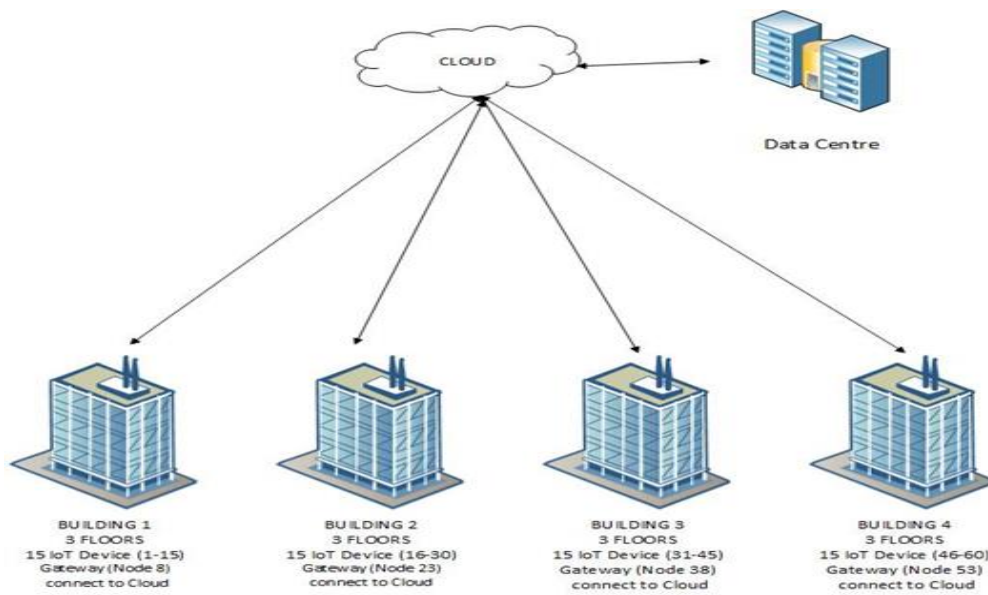 CLOUD
Data Centre
BUILDING 1
3 FLOORS
15 IoT Device (1-15)
Gateway (Node 8)
connect to Cloud
BUILDING 2
3 FLOORS
15 IoT Device (16-30)
Gateway (Node 23)
connect to Cloud
BUILDING 3
3 FLOORS
15 IoT Device (31-45)
Gateway (Node 38)
connect to Cloud
BUILDING 4
3 FLOORS
15 IoT Device (46-60)
Gateway (Node 53)
connect to Cloud